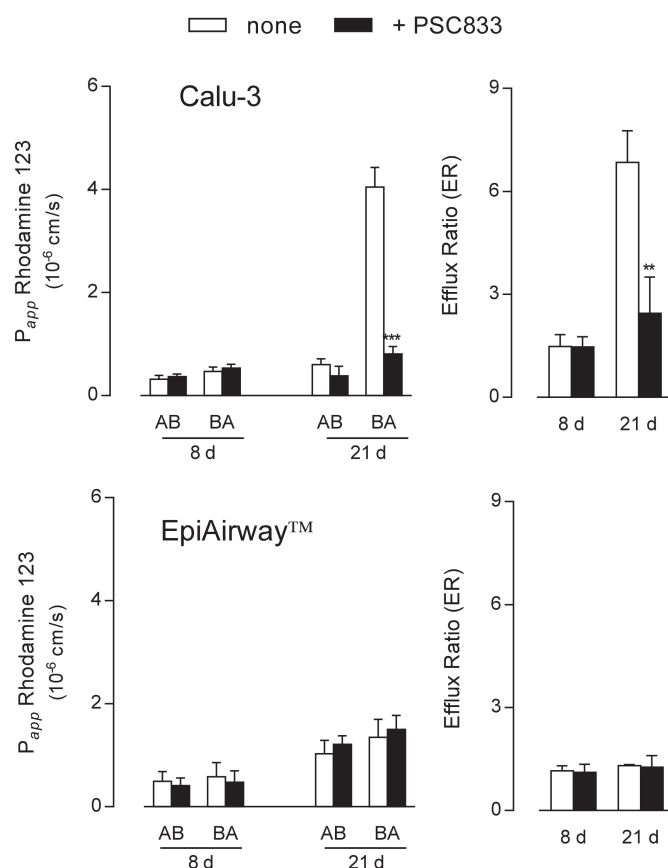 none + PSC833
Calu-3
P_app Rhodamine 123
(10⁻⁶ cm/s)
6
4
2
0
***
AB BA AB BA
8 d 21 d
Efflux Ratio (ER)
9
6
3
0
**
8 d 21 d
EpiAirway™
P_app Rhodamine 123
(10⁻⁶ cm/s)
6
4
2
0
AB BA AB BA
8 d 21 d
Efflux Ratio (ER)
9
6
3
0
8 d 21 d